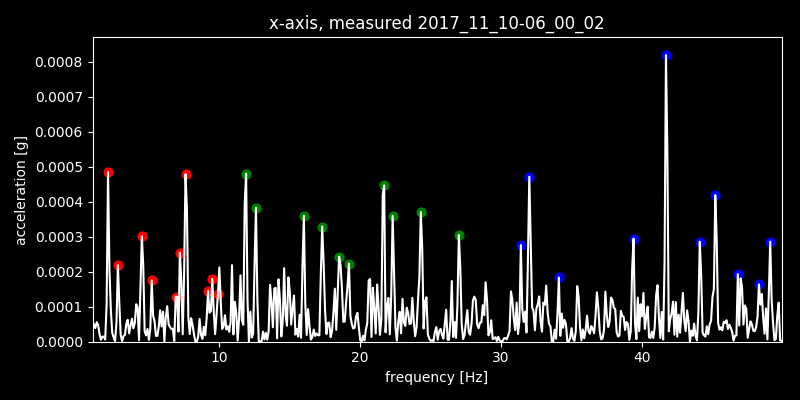 x-axis, measured 2017_11_10-06_00_02
0.0008
0.0007
0.0006
0.0005
0.0004
0.0003
0.0002
0.0001
0.0000
acceleration [g]
10 20 30 40
frequency [Hz]